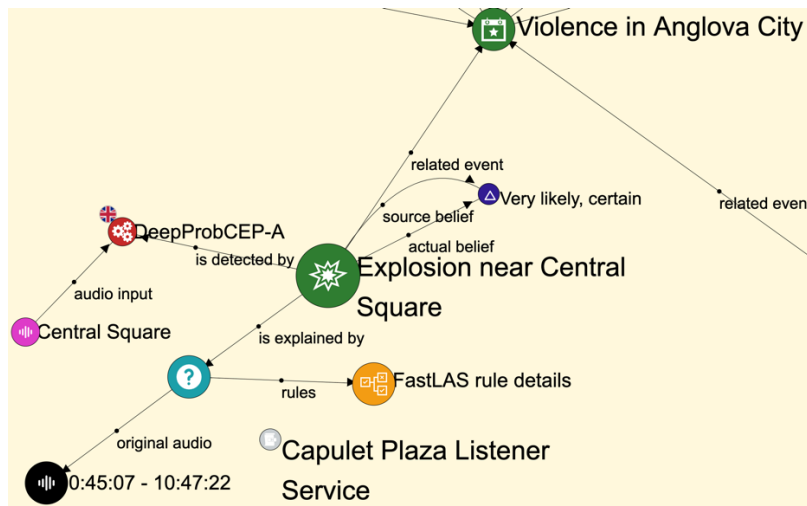 Violence in Anglova City
related event
Very likely, certain
source belief
related even
DeepProbCEP-A
is detected by
actual belief
Explosion near Central
Square
audio input
Central Square
is explained by
?
FastLAS rule details
rules
original audio
Capulet Plaza Listener
Service
0:45:07 - 10:47:22